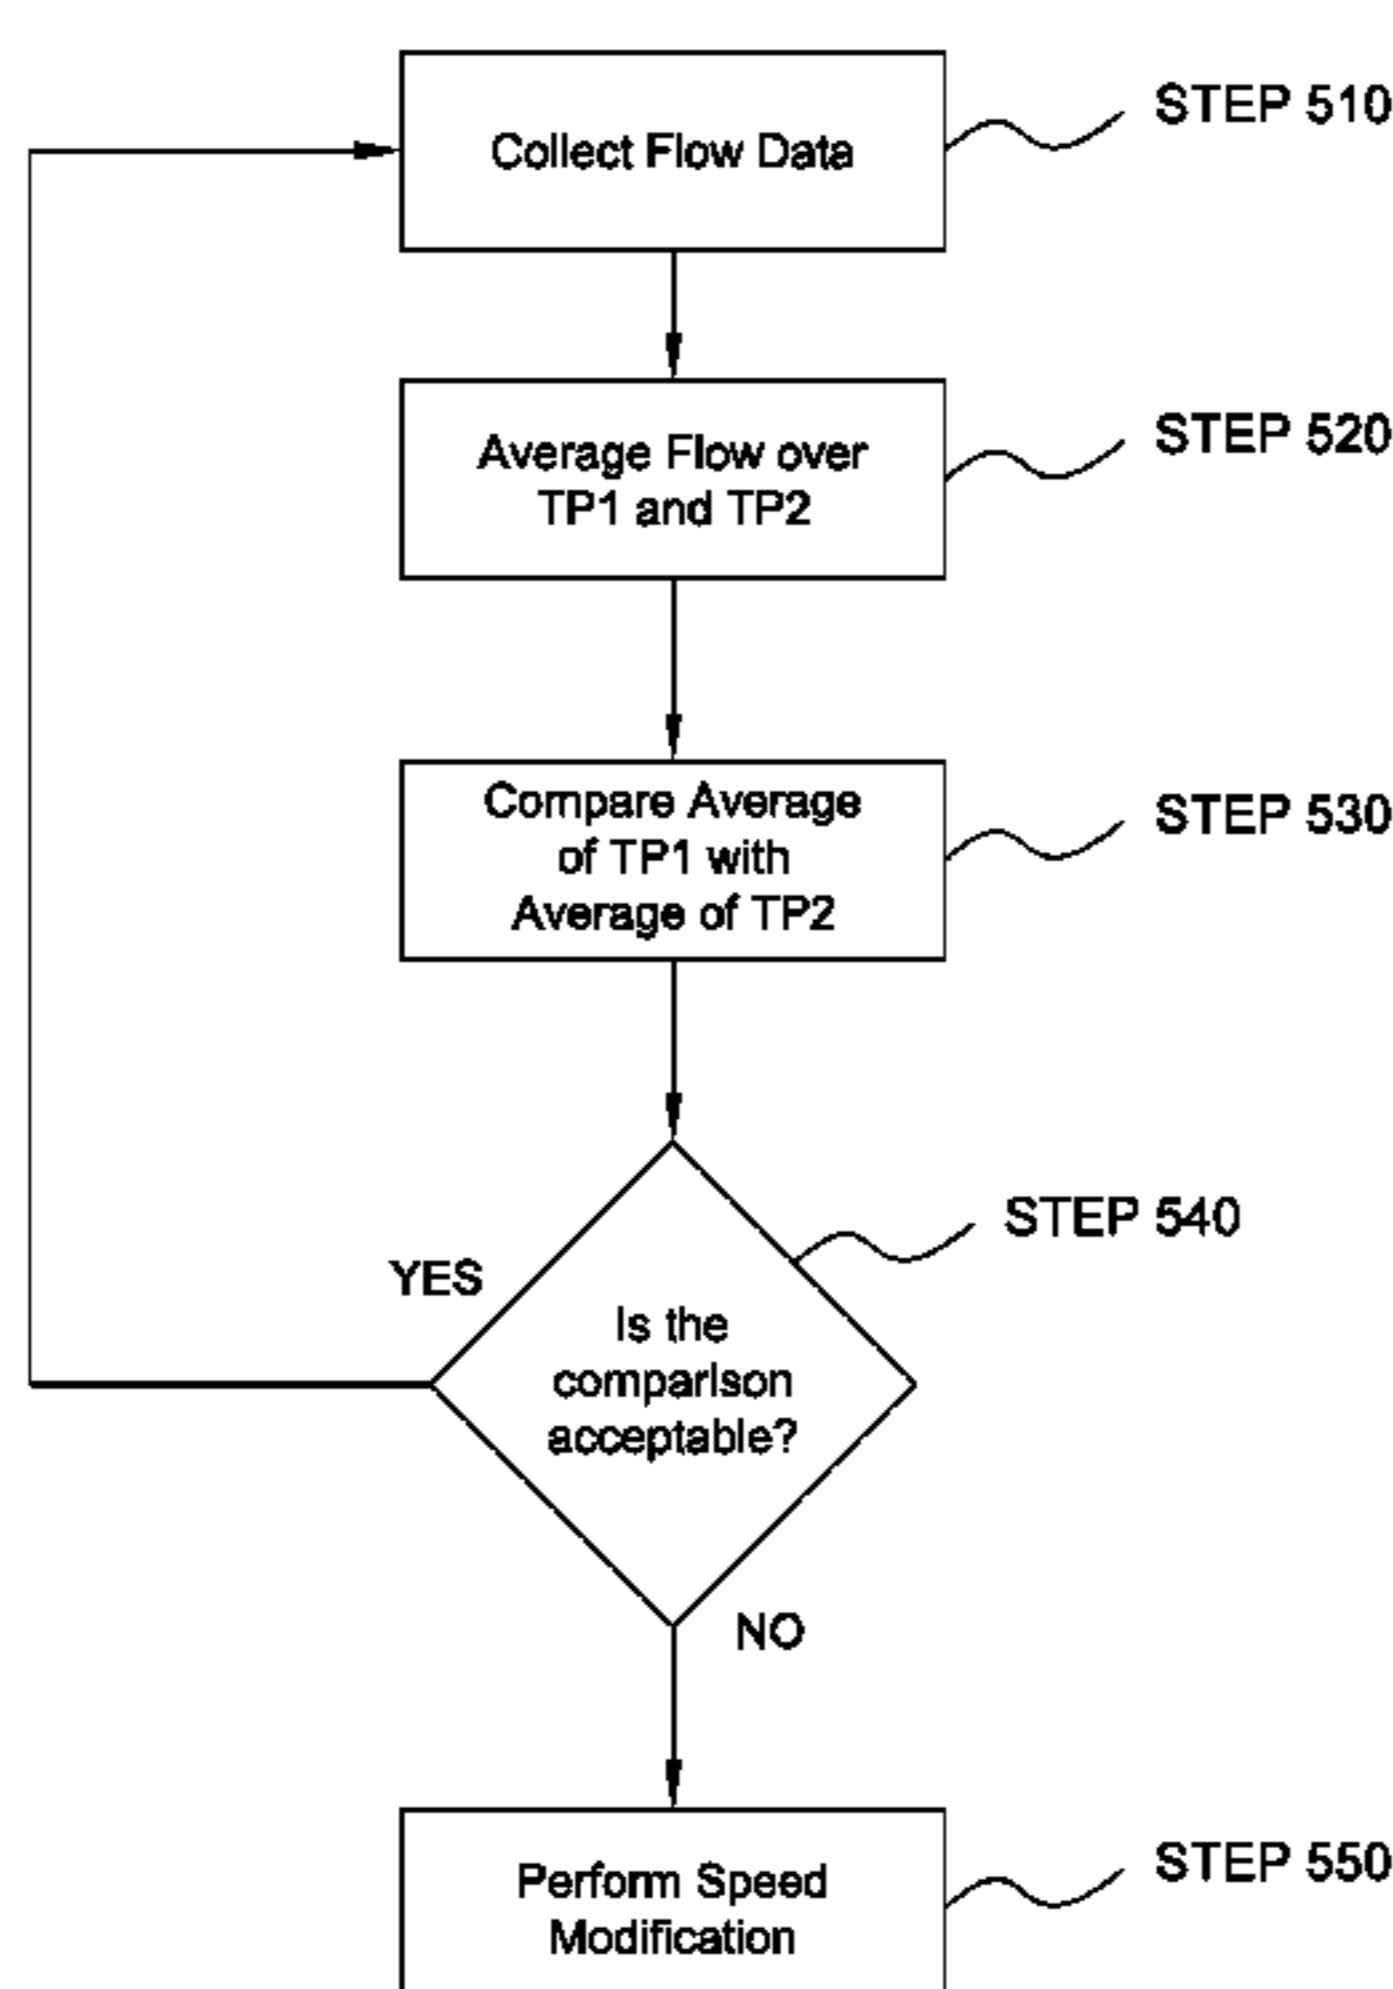 Collect Flow Data
STEP 510
Average Flow over
TP1 and TP2
STEP 520
Compare Average
of TP1 with
Average of TP2
STEP 530
STEP 540
YES
Is the
comparison
acceptable?
NO
Perform Speed
Modification
STEP 550